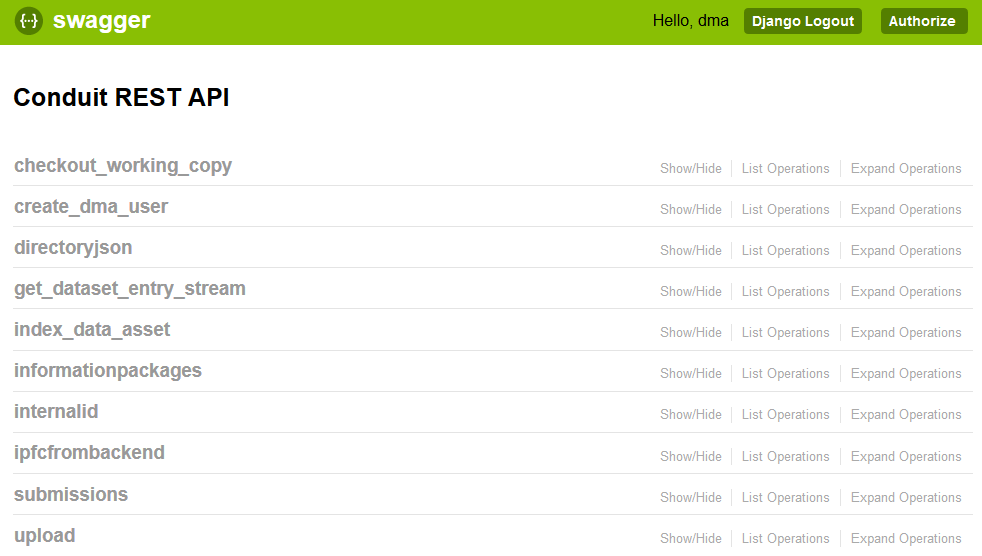 {···} swagger Hello, dma Django Logout Authorize
Conduit REST API
checkout_working_copy Show/Hide List Operations Expand Operations
create_dma_user Show/Hide List Operations Expand Operations
directoryjson Show/Hide List Operations Expand Operations
get_dataset_entry_stream Show/Hide List Operations Expand Operations
index_data_asset Show/Hide List Operations Expand Operations
informationpackages Show/Hide List Operations Expand Operations
internalid Show/Hide List Operations Expand Operations
ipfcfrombackend Show/Hide List Operations Expand Operations
submissions Show/Hide List Operations Expand Operations
upload Show/Hide List Operations Expand Operations